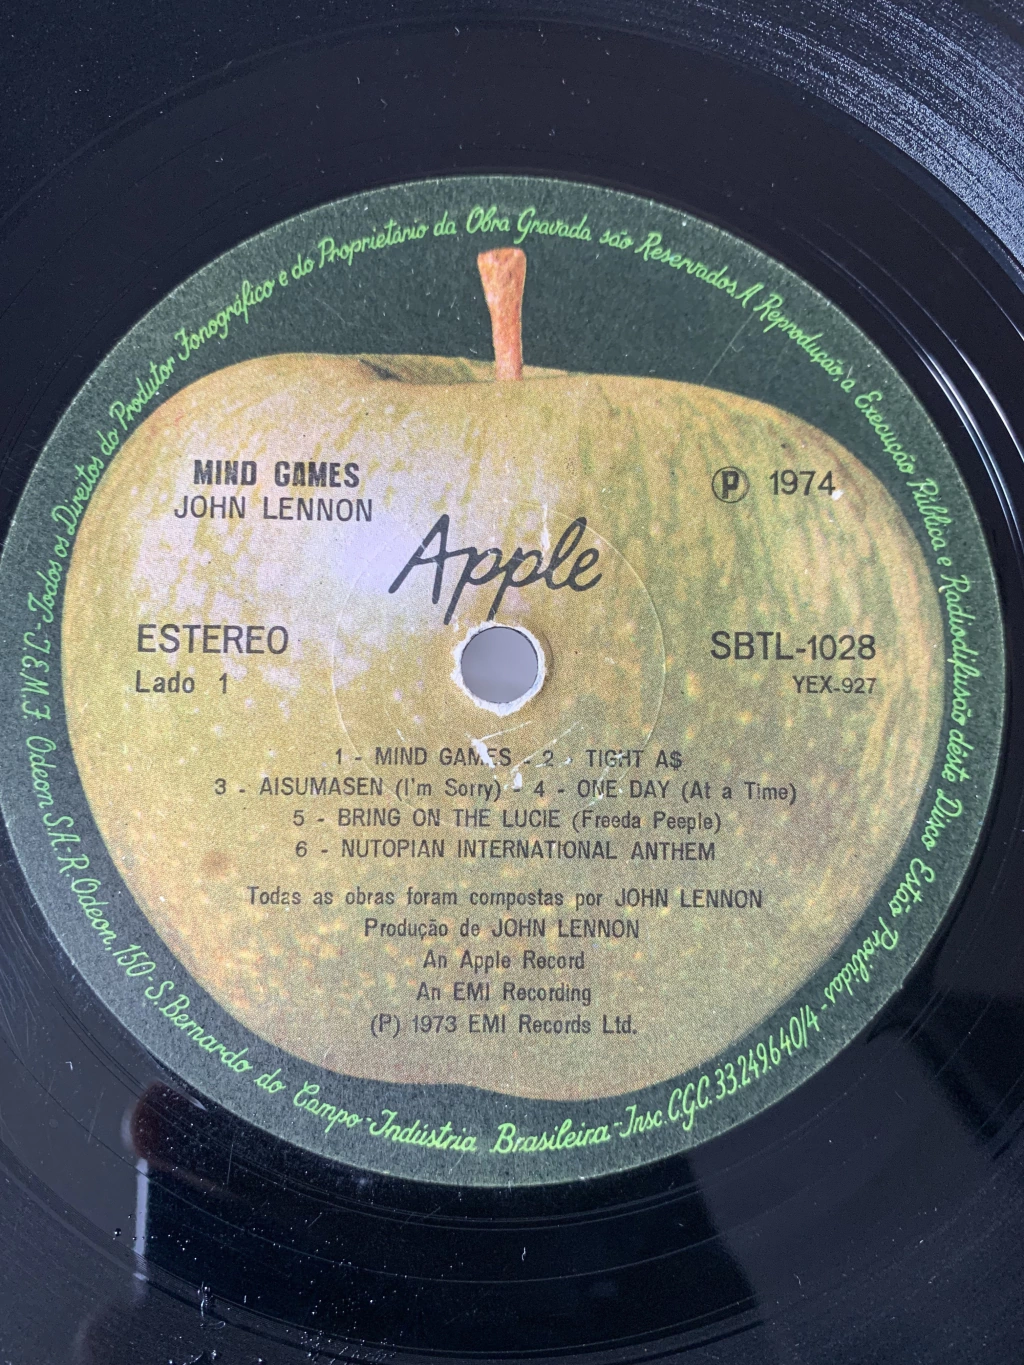 E.M.E.C - Todos os Direitos do Produtor Fonográfico e do Proprietário da Obra Gravada são Reservados. A Reprodução, a Execução Pública e Radiodifusão dêste Disco Estão Proibidas - Insc. C.G.C. 33.249.640/4 -
Odeon S.A. - R. Odeon, 150 - S. Bernardo do Campo - Indústria Brasileira -
MIND GAMES
JOHN LENNON
Ⓟ 1974
Apple
ESTEREO
SBTL-1028
Lado 1
YEX-927
1 - MIND GAMES - 2 - TIGHT A$
3 - AISUMASEN (I'm Sorry) - 4 - ONE DAY (At a Time)
5 - BRING ON THE LUCIE (Freeda Peeple)
6 - NUTOPIAN INTERNATIONAL ANTHEM
Todas as obras foram compostas por JOHN LENNON
Produção de JOHN LENNON
An Apple Record
An EMI Recording
(P) 1973 EMI Records Ltd.